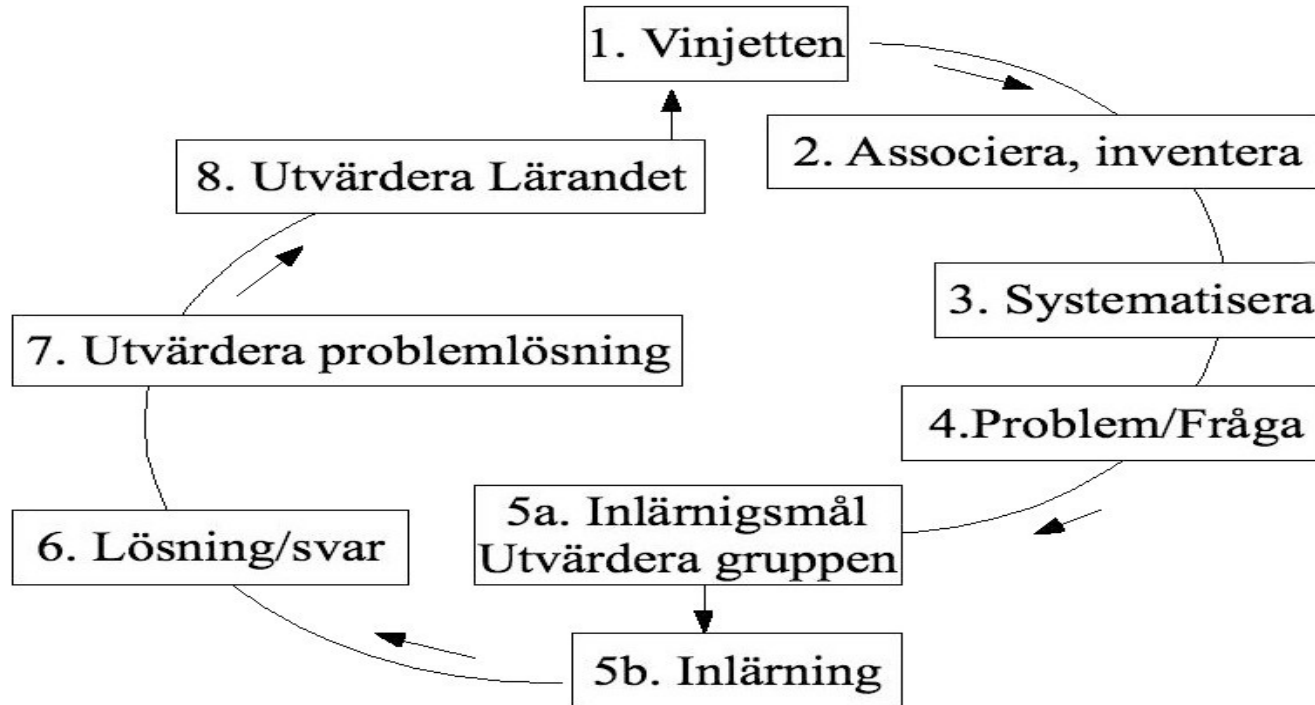 1. Vinjetten
2. Associera, inventera
3. Systematisera
4.Problem/Fråga
5a. Inlärnigsmål
Utvärdera gruppen
5b. Inlärning
6. Lösning/svar
7. Utvärdera problemlösning
8. Utvärdera Lärandet